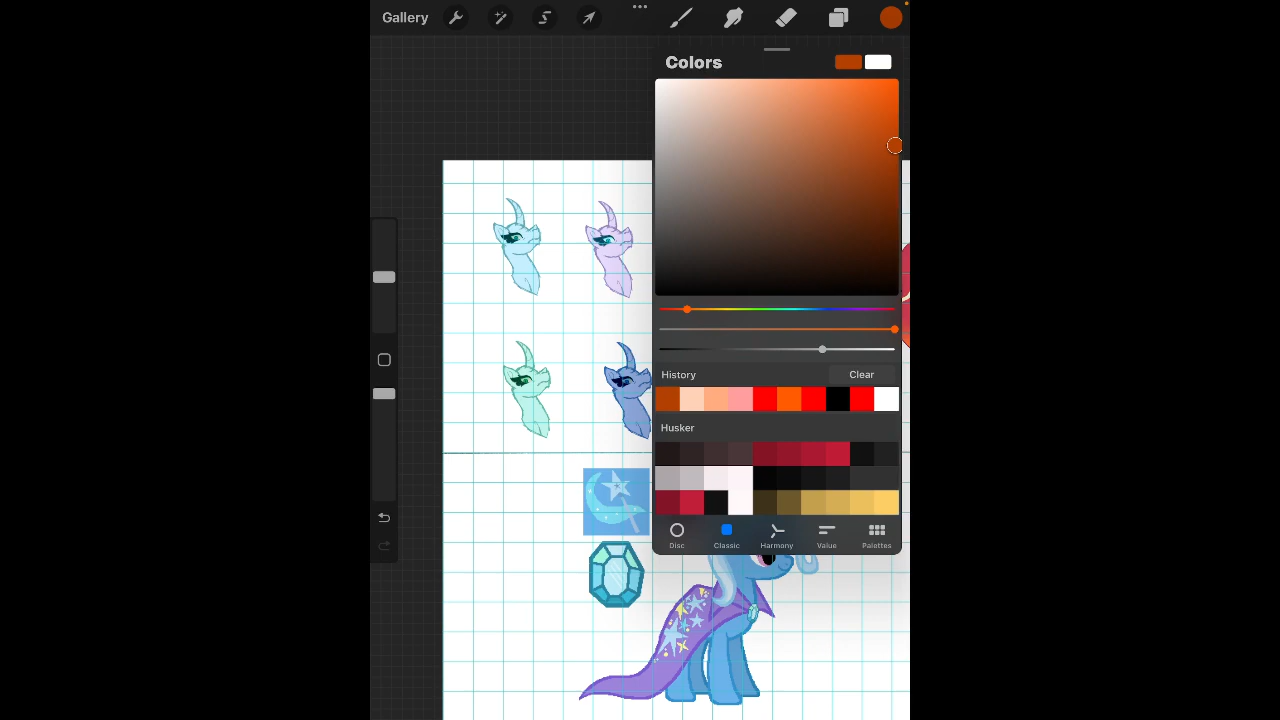 Gallery
Colors
History
Clear
Husker
Disc
Classic
Harmony
Value
Palettes